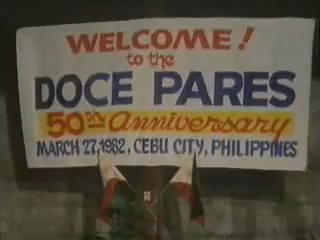 WELCOME!
to the
DOCE PARES
50th Anniversary
MARCH 27,1982, CEBU CITY, PHILIPPINES